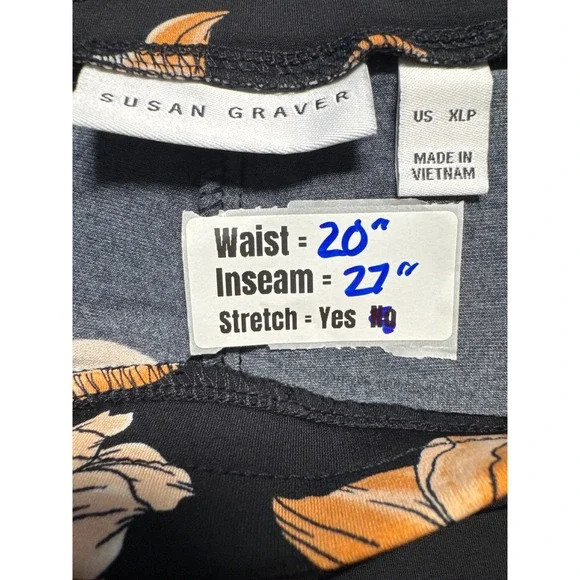 SUSAN GRAVER
US XLP
MADE IN
VIETNAM
Waist = 20"
Inseam = 27"
Stretch = Yes No